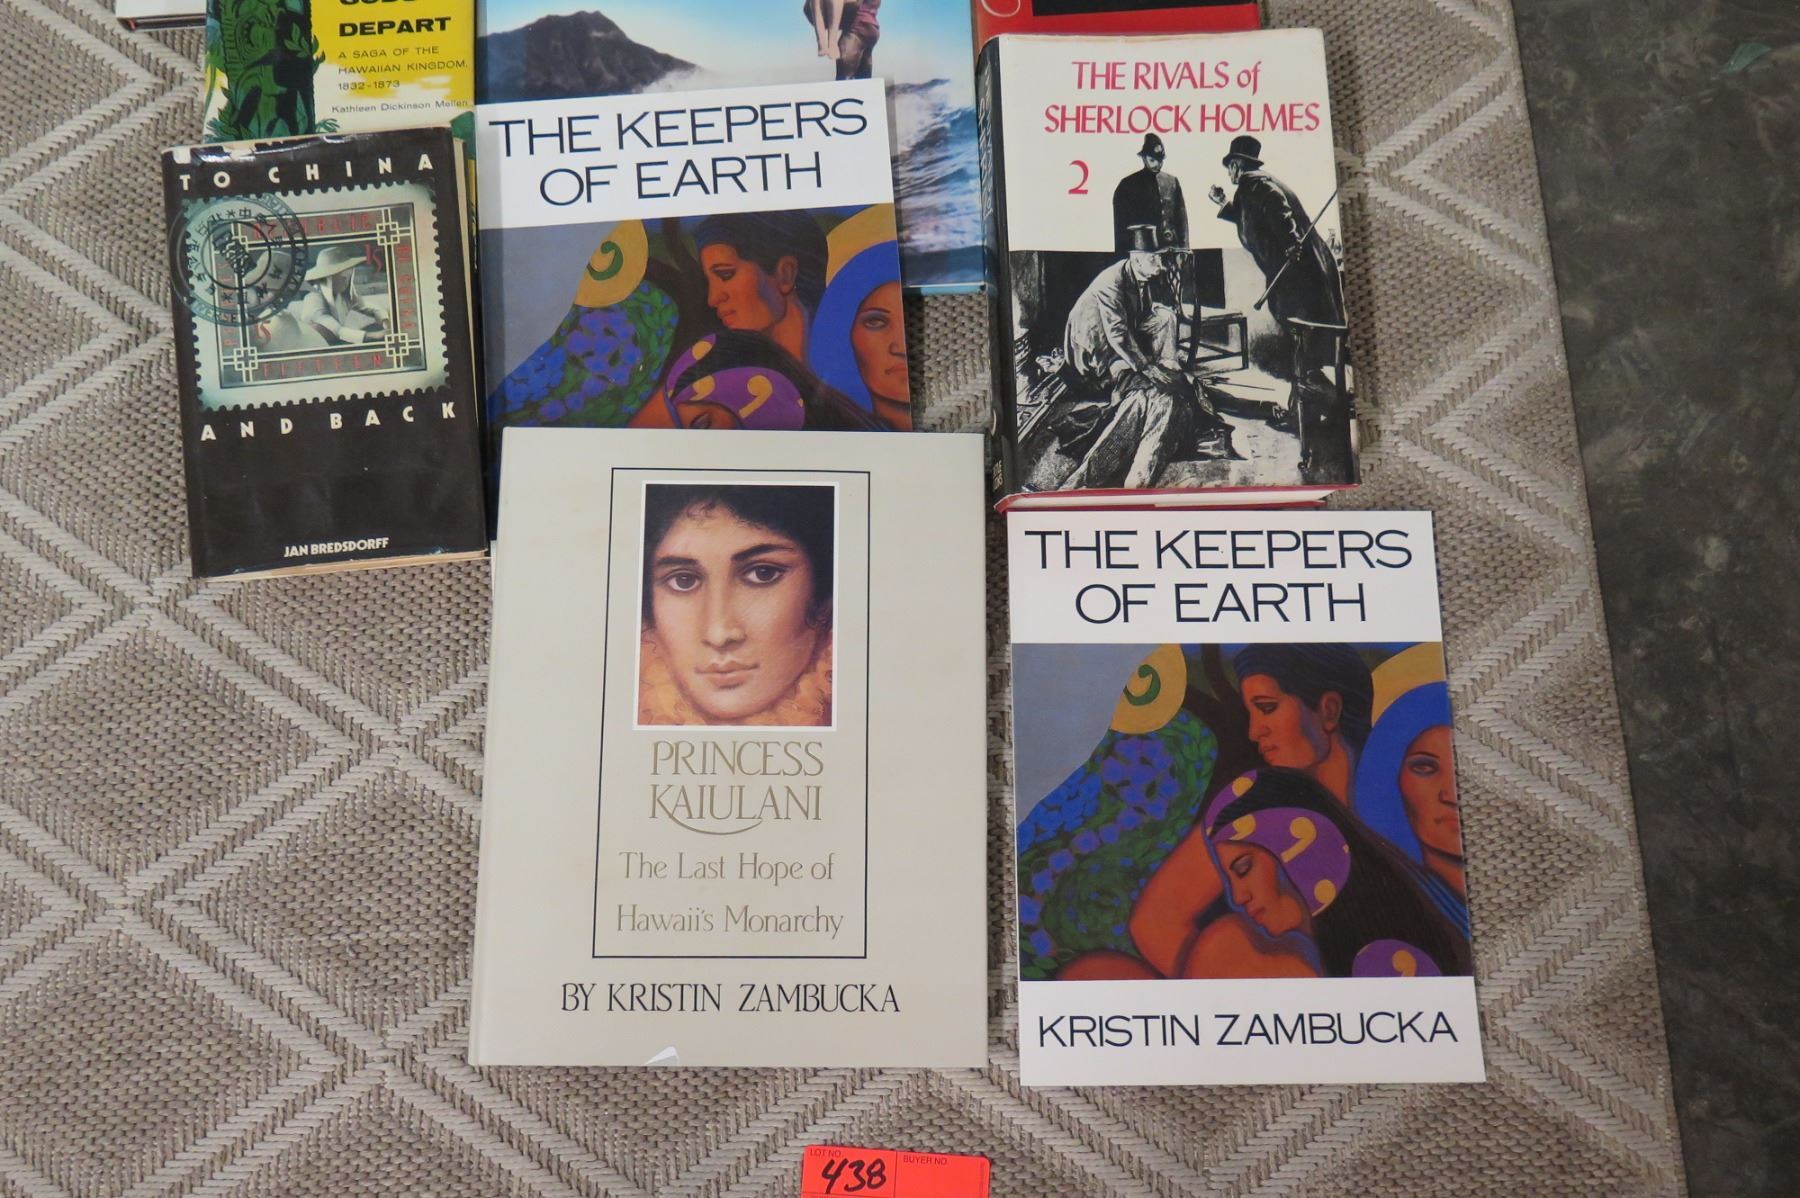 GODS
DEPART
A SAGA OF THE
HAWAIIAN KINGDOM,
1832-1873
Kathleen Dickinson Mellen
TO CHINA
FIFTEEN
AND BACK
JAN BREDSDORFF
THE KEEPERS
OF EARTH
THE RIVALS of
SHERLOCK HOLMES
2
PRINCESS
KAIULANI
The Last Hope of
Hawaii's Monarchy
BY KRISTIN ZAMBUCKA
THE KEEPERS
OF EARTH
KRISTIN ZAMBUCKA
LOT NO.
438
BUYER NO